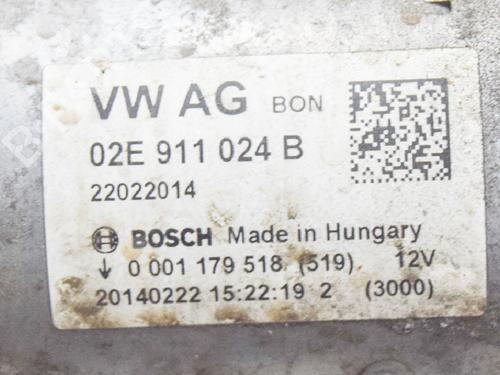 VW AG BON
02E 911 024 B
22022014
BOSCH Made in Hungary
↓ 0 001 179 518 (519) 12V
20140222 15:22:19 2 (3000)